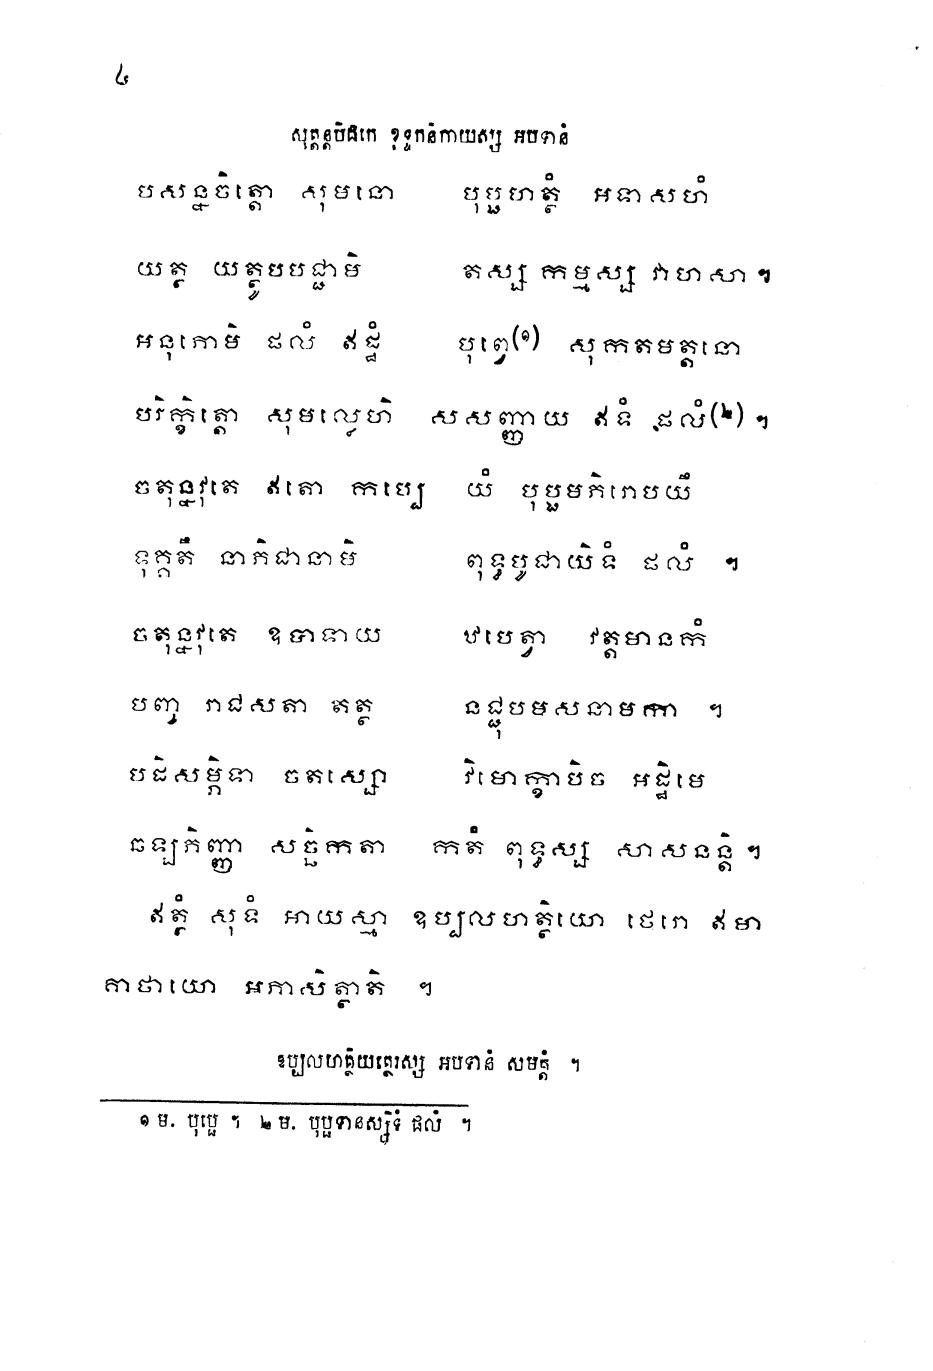 ៤
សុត្តន្តបិដកេ ខុទ្ទកនិកាយស្ស អបទានំ
បសន្នចិត្តោ សុមនោ បុប្ផហត្ថំ អទាសហំ
យត្ថ យត្ថូបបជ្ជាមិ តស្ស កម្មស្ស វាហសា ។
អនុភោមិ ផលំ ឥដ្ឋំ បុព្វេ(១) សុកតមត្តនោ
បរិក្ខិត្តោ សុមល្លេហិ សសញ្ញាយ ឥទំ ផលំ(២) ។
ចតុន្នវុតេ ឥតោ កប្បេ យំ បុប្ផមភិរោបយឹ
ទុគ្គតឹ នាភិជានាមិ ពុទ្ធបូជាយិទំ ផលំ ។
ចតុន្នវុតេ ឧបាទាយ ឋបេត្វា វត្តមានកំ
បញ្ច រាជសតា តត្ថ នជ្ជុបមសនាមកា ។
បដិសម្ភិទា ចតស្សោ វិមោក្ខាបិច អដ្ឋិមេ
ឆឡភិញ្ញា សច្ឆិកតា កតំ ពុទ្ធស្ស សាសនន្តិ ។
ឥត្ថំ សុទំ អាយស្មា ឧប្បលហត្ថិយោ ថេរោ ឥមា
គាថាយោ អភាសិត្ថាតិ ។
ឧប្បលហត្ថិយត្ថេរស្ស អបទានំ សមត្តំ ។
១ ម. បុប្ផេ ។ ២ ម. បុប្ផទានស្សិទំ ផលំ ។